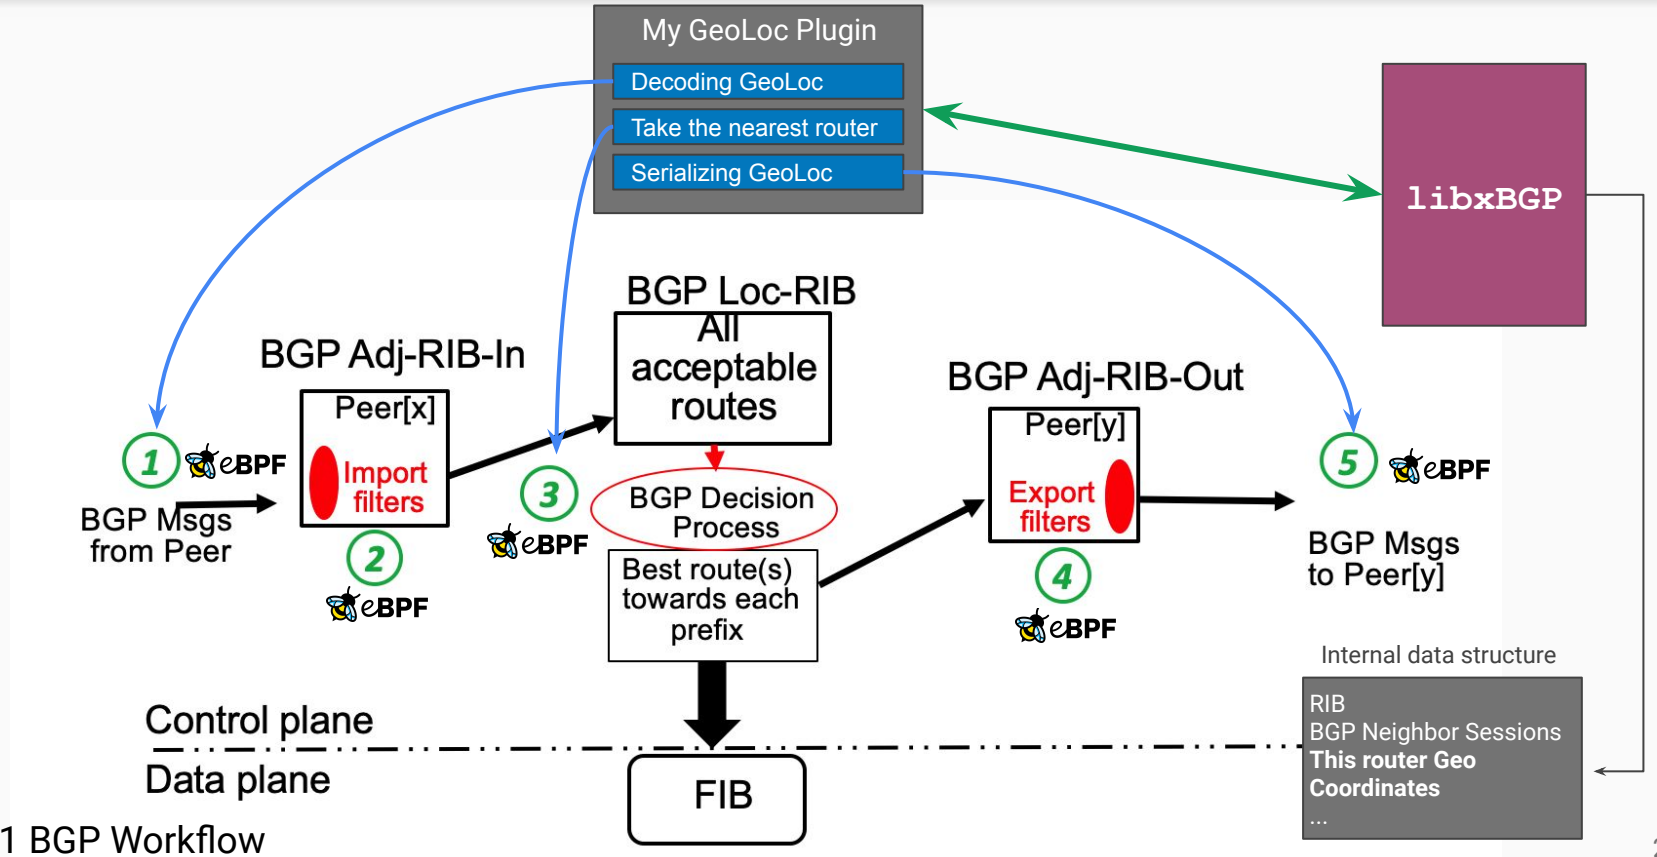 My GeoLoc Plugin
Decoding GeoLoc
Take the nearest router
Serializing GeoLoc
libxBGP
BGP Loc-RIB
All
acceptable
routes
BGP Adj-RIB-In
Peer[x]
Import
filters
BGP Adj-RIB-Out
Peer[y]
Export
filters
1
eBPF
BGP Msgs
from Peer
2
eBPF
3
eBPF
BGP Decision
Process
Best route(s)
towards each
prefix
4
eBPF
5
eBPF
BGP Msgs
to Peer[y]
Internal data structure
RIB
BGP Neighbor Sessions
This router Geo
Coordinates
...
Control plane
Data plane
FIB
1 BGP Workflow